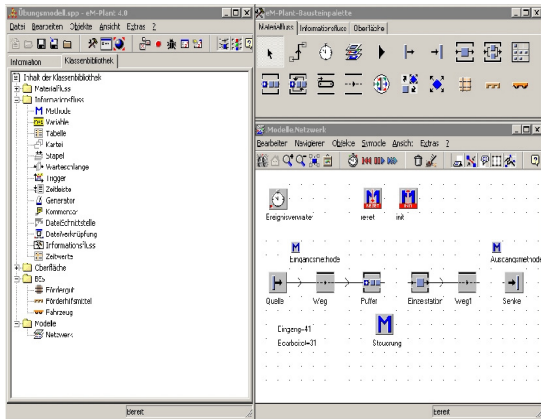 Übungsmodell.spp - eM-Plant 4.0
Datei Bearbeiten Objekte Ansicht Extras ?
Information Klassenbibliothek
Inhalt der Klassenbibliothek
Materialfluss
Informationsfluss
Methode
Variable
Tabelle
Kartei
Stapel
Warteschlange
Trigger
Zeitleiste
Generator
Kommentar
DateiSchnittstelle
Dateiverknüpfung
Informationsfluss
Zeitwerte
Oberfläche
BEs
Fördergut
Förderhilfsmittel
Fahrzeug
Modelle
Netzwerk
Bereit
eM-Plant-Bausteinpalette
Materialfluss Informationsfluss Oberfläche
.Modelle.Netzwerk
Bearbeiten Navigieren Objekte Symbole Ansicht Extras ?
Ereignisverwalter reset init
Eingangsmethode Ausgangsmethode
Quelle Weg Puffer Einzelstation Weg1 Senke
Eingang=41
Bearbeitet=31 Steuerung
Bereit